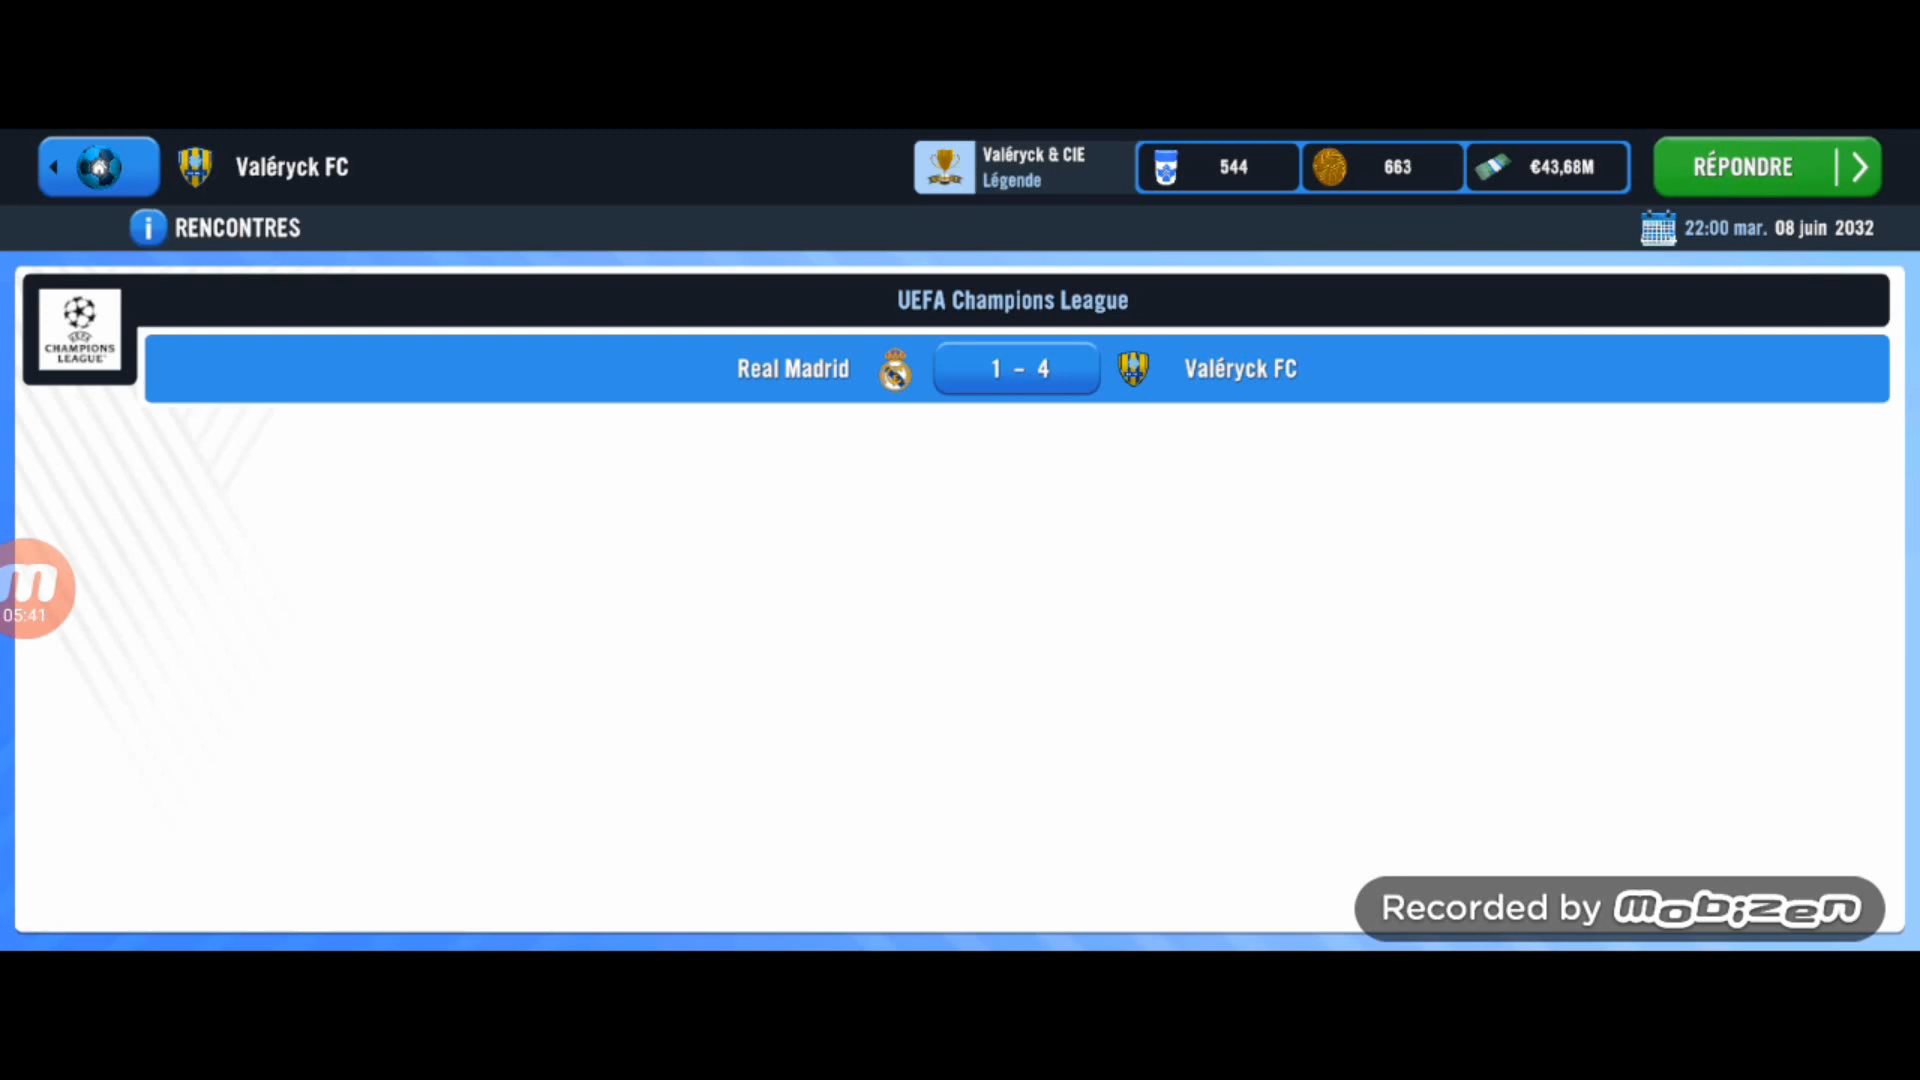 Valéryck FC
Valéryck & CIE
Légende
544
663
€43,68M
RÉPONDRE
i RENCONTRES
22:00 mar. 08 juin 2032
UEFA Champions League
UEFA
CHAMPIONS
LEAGUE
Real Madrid 1 - 4 Valéryck FC
m
05:41
Recorded by mobizen